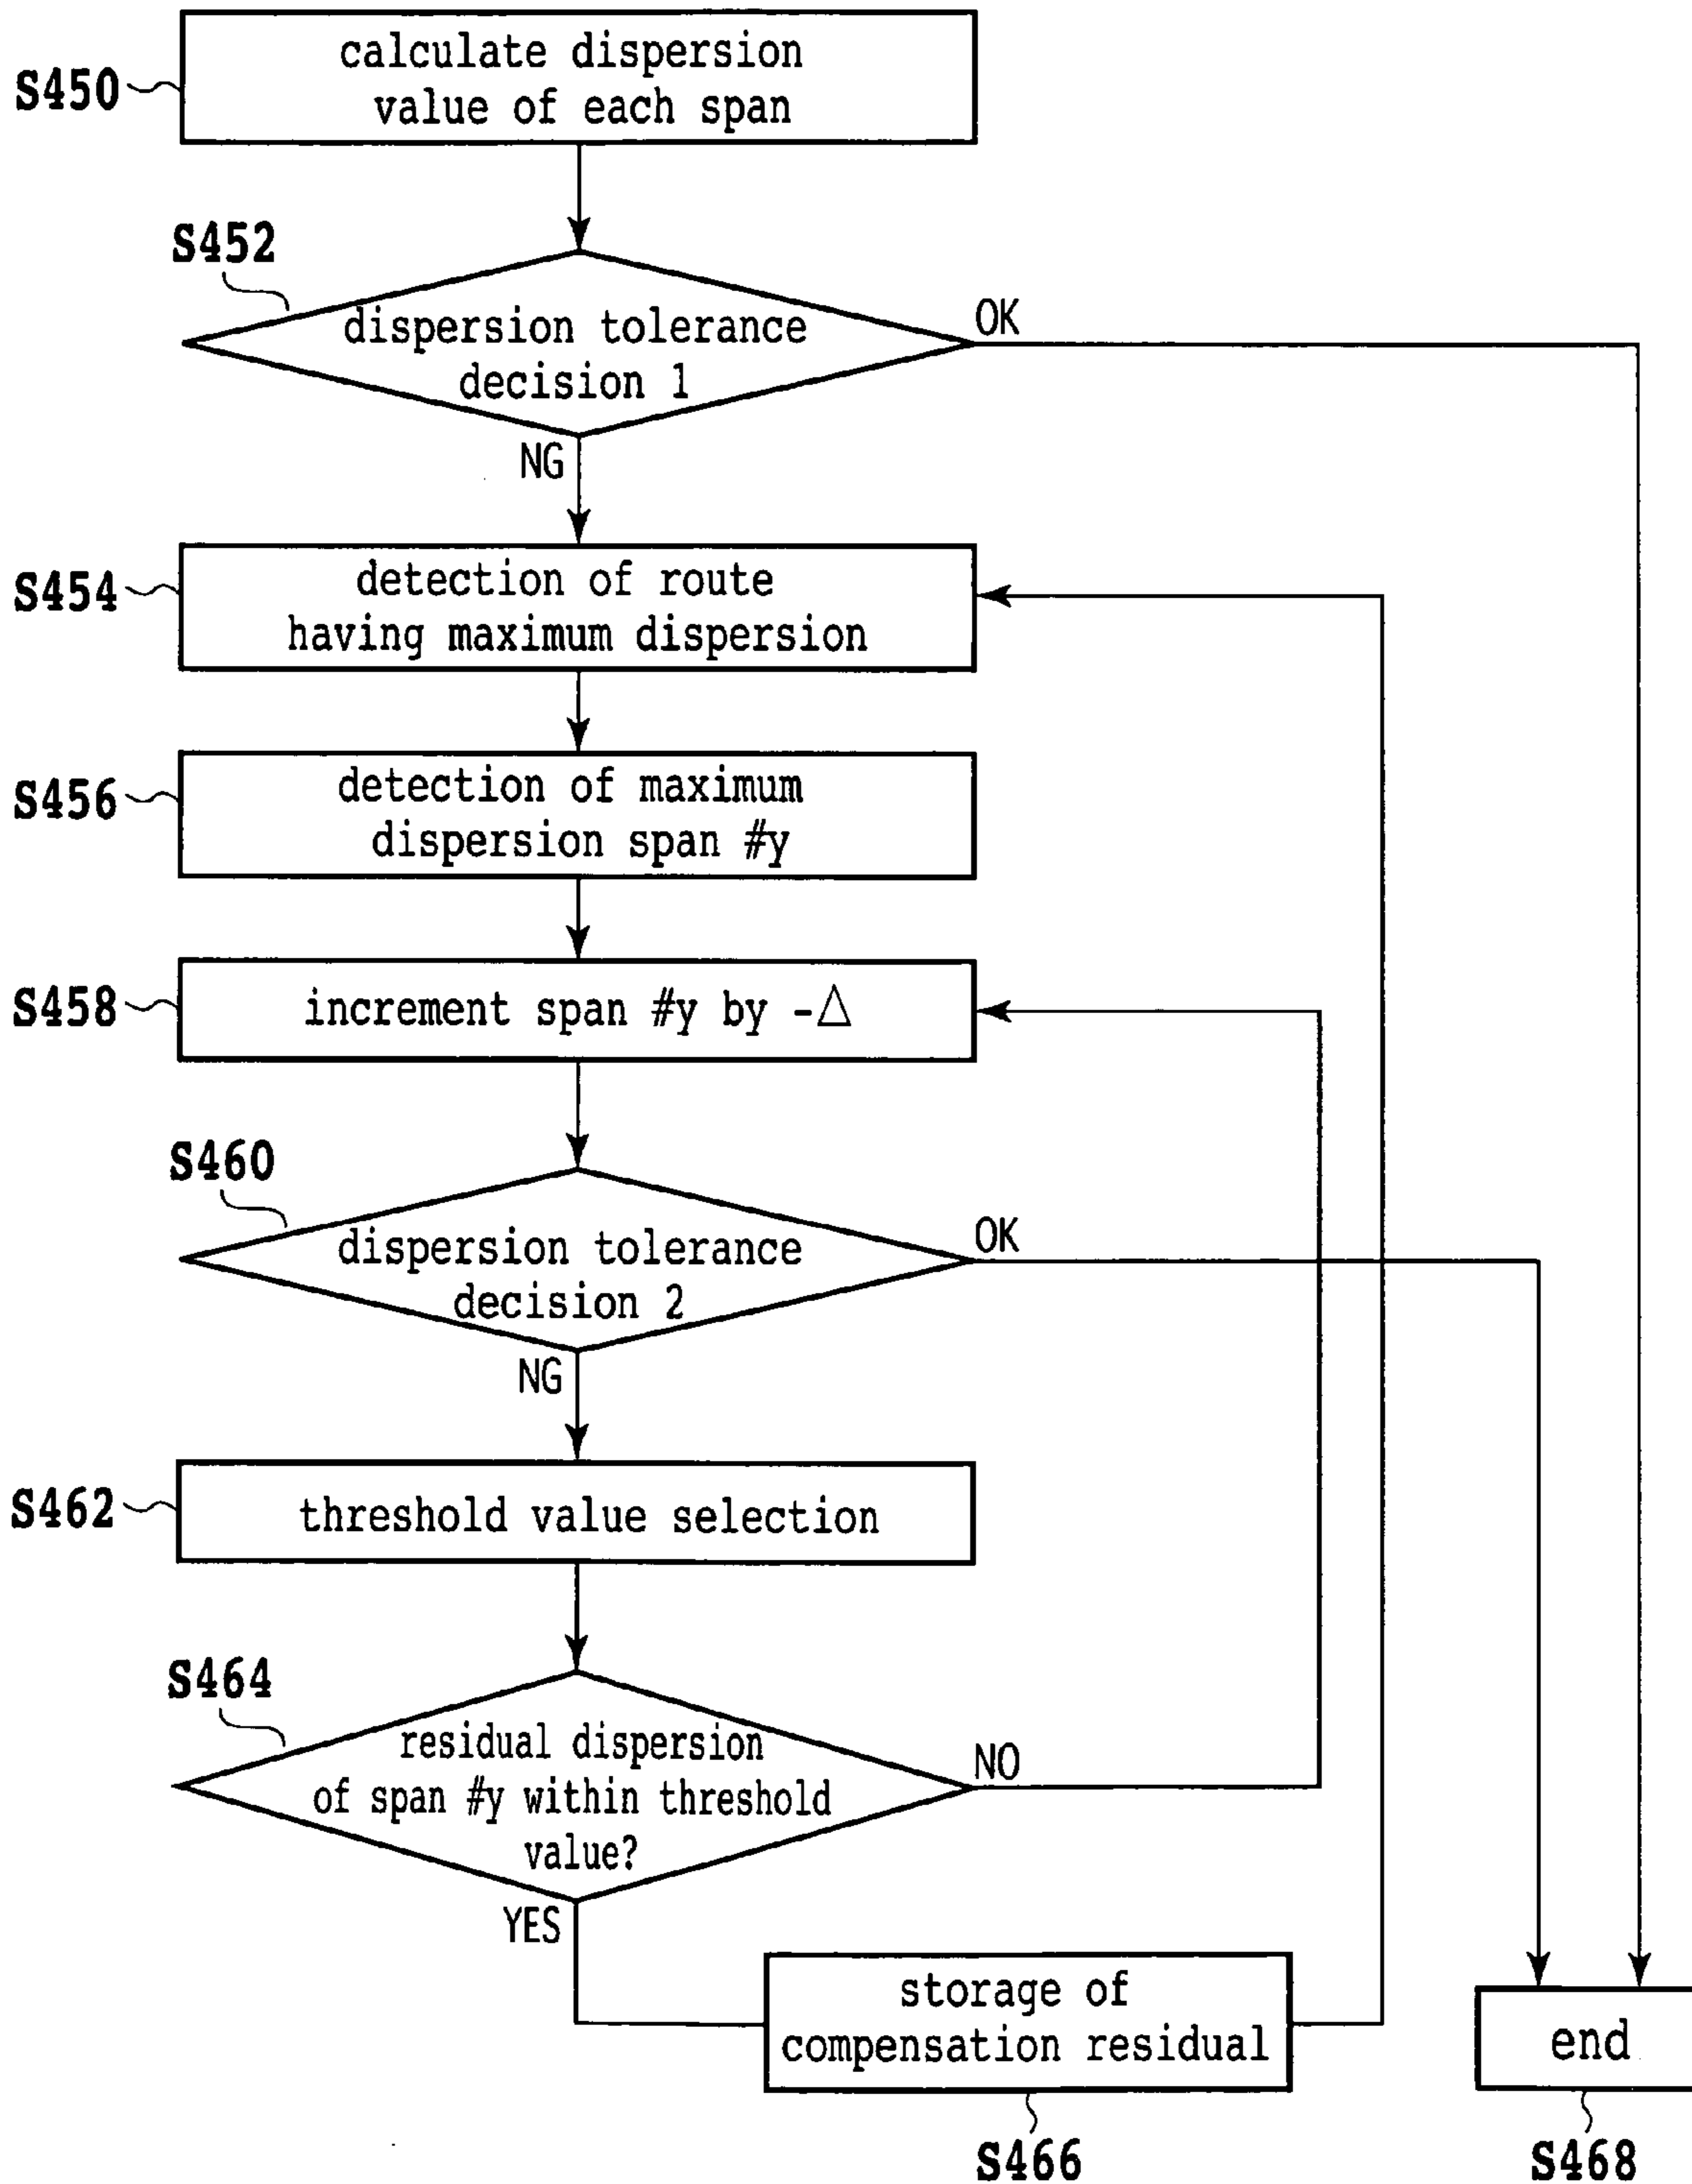 calculate dispersion
value of each span
S450
S452
dispersion tolerance
decision 1
OK
NG
S454
detection of route
having maximum dispersion
S456
detection of maximum
dispersion span #y
S458
increment span #y by -△
S460
dispersion tolerance
decision 2
OK
NG
S462
threshold value selection
S464
residual dispersion
of span #y within threshold
value?
NO
YES
storage of
compensation residual
S466
end
S468